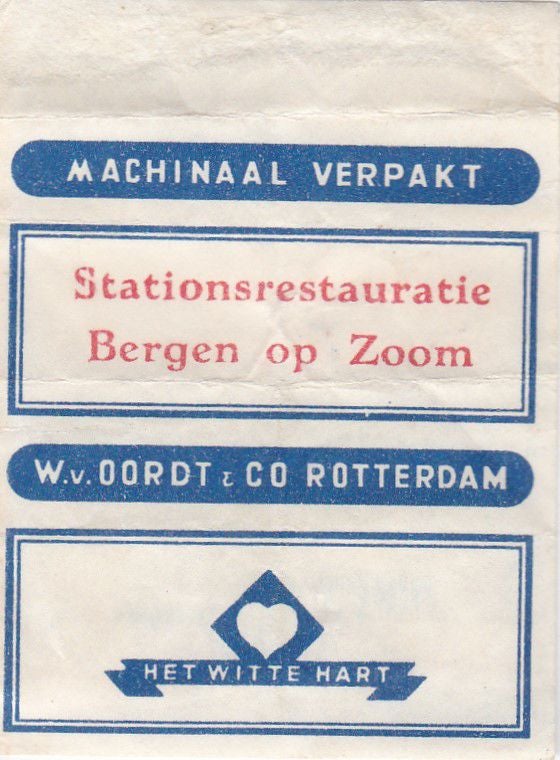 MACHINAAL VERPAKT
Stationsrestauratie
Bergen op Zoom
W.v.OORDT & CO ROTTERDAM
HET WITTE HART